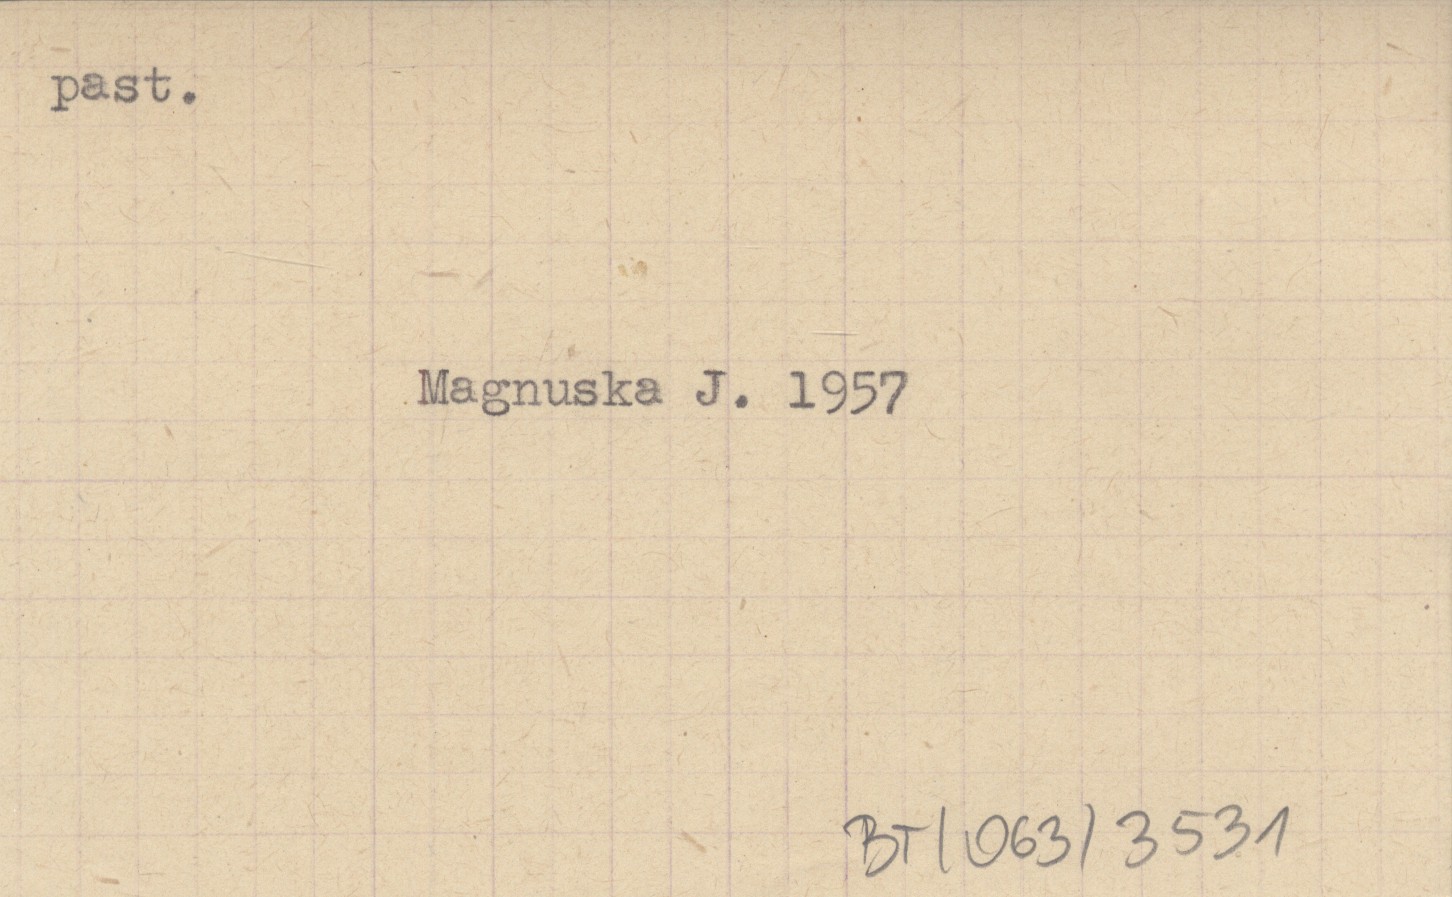 past.
Magnuska J. 1957
BT/063/3531